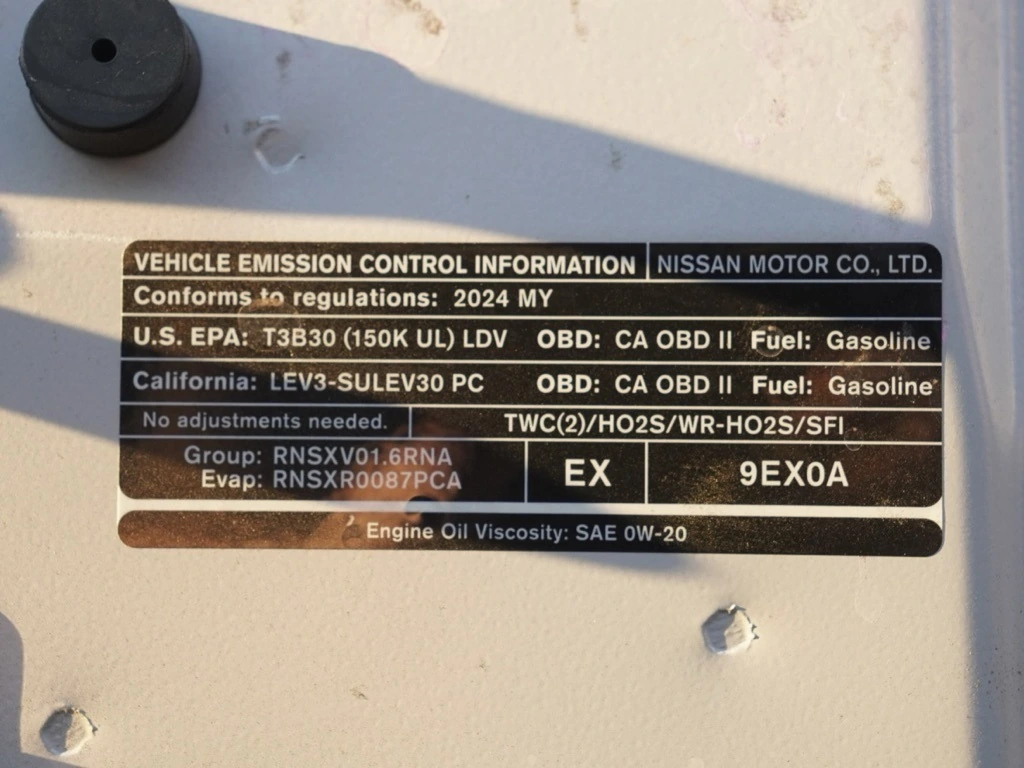 VEHICLE EMISSION CONTROL INFORMATION NISSAN MOTOR CO., LTD.
Conforms to regulations: 2024 MY
U.S. EPA: T3B30 (150K UL) LDV OBD: CA OBD II Fuel: Gasoline
California: LEV3-SULEV30 PC OBD: CA OBD II Fuel: Gasoline
No adjustments needed. TWC(2)/HO2S/WR-HO2S/SFI
Group: RNSXV01.6RNA
Evap: RNSXR0087PCA
EX 9EX0A
Engine Oil Viscosity: SAE 0W-20